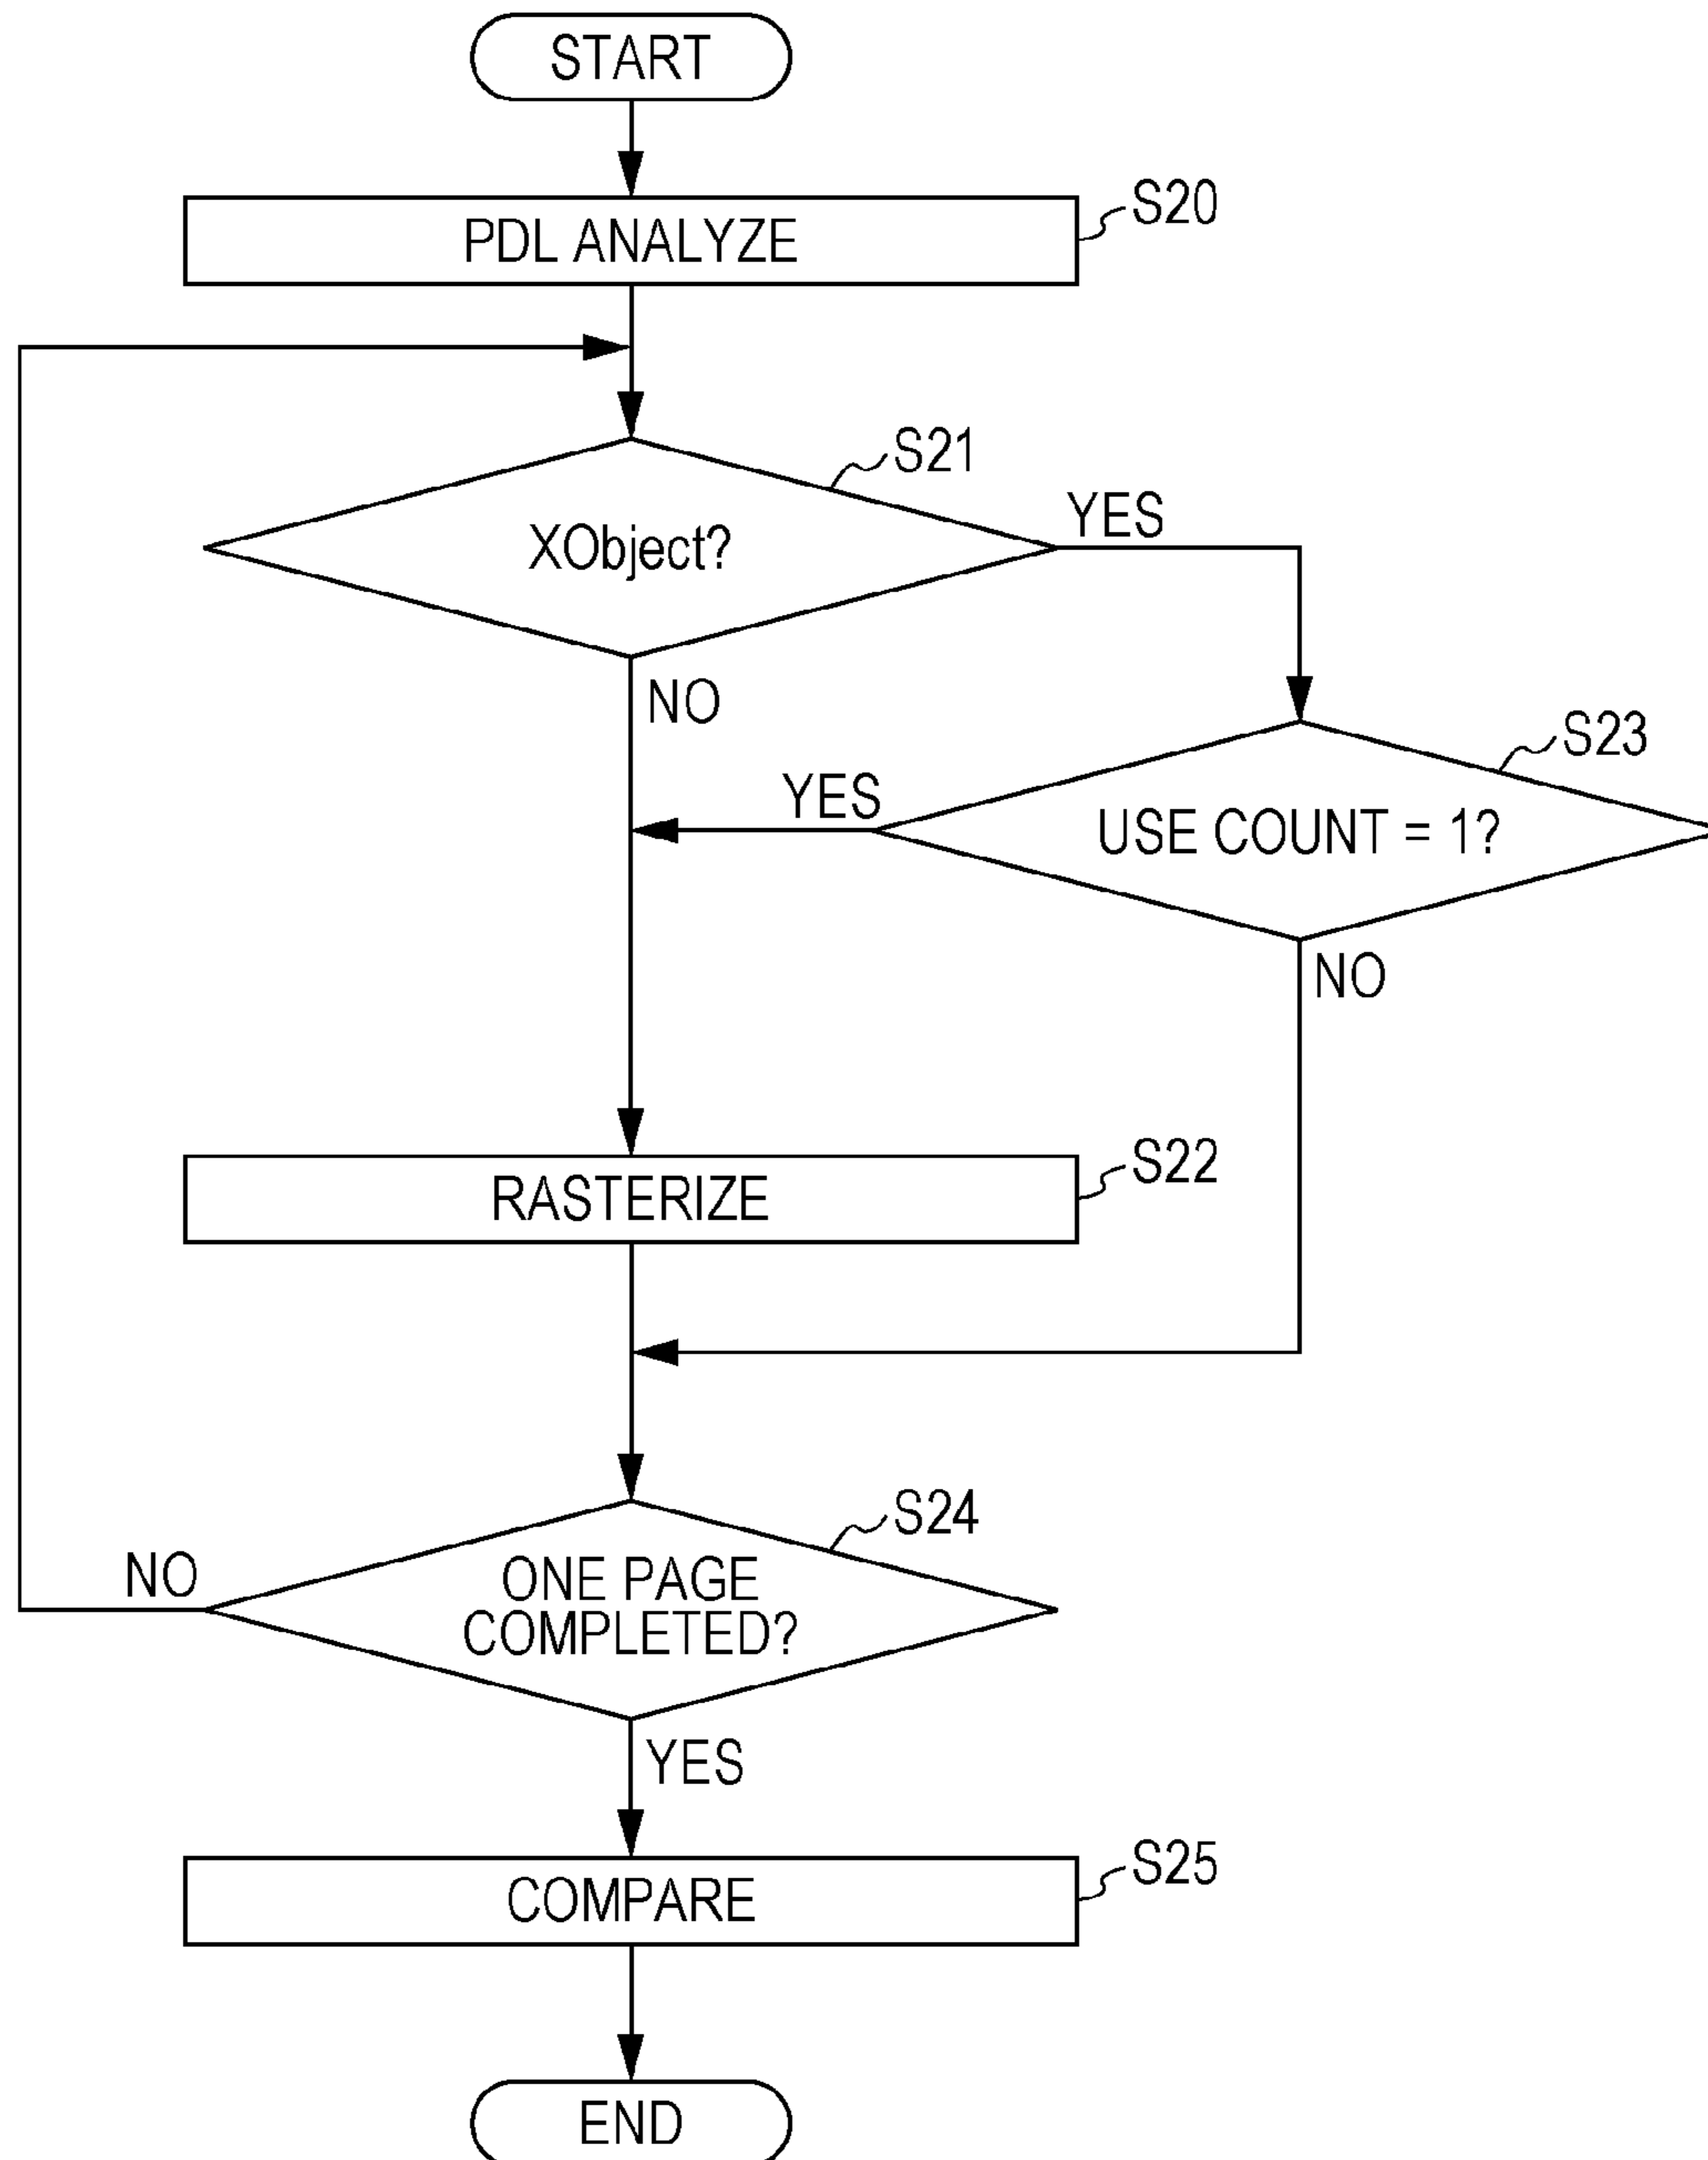 START
PDL ANALYZE
S20
XObject?
S21
YES
NO
USE COUNT = 1?
S23
YES
NO
RASTERIZE
S22
ONE PAGE
COMPLETED?
S24
NO
YES
COMPARE
S25
END